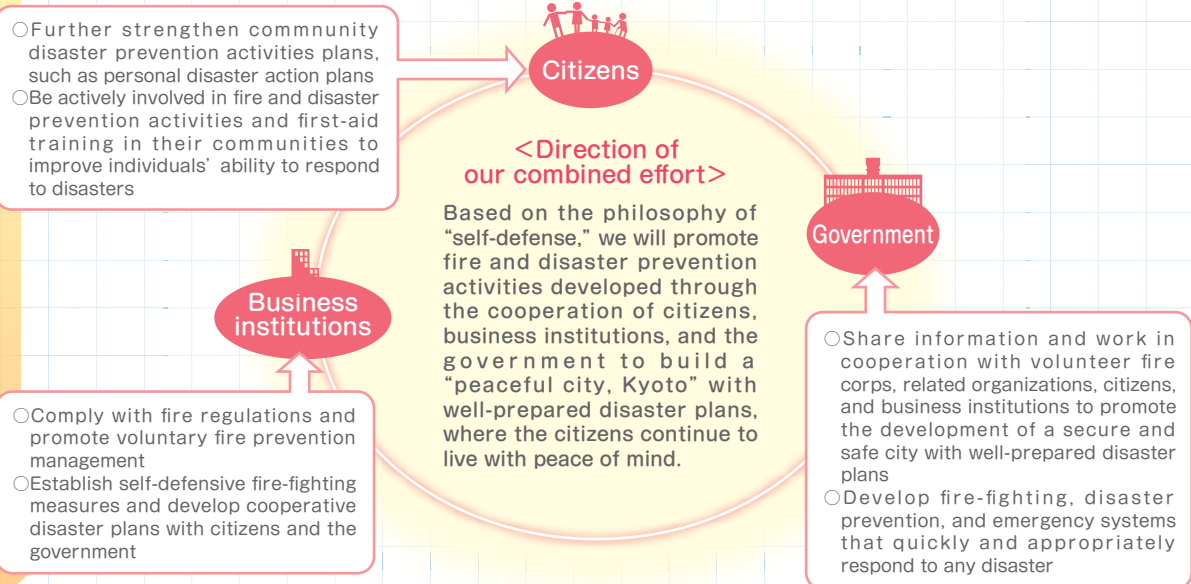 ○Further strengthen commnunity
disaster prevention activities plans,
such as personal disaster action plans
○Be actively involved in fire and disaster
prevention activities and first-aid
training in their communities to
improve individuals' ability to respond
to disasters
Citizens
<Direction of
our combined effort>
Based on the philosophy of
“self-defense,” we will promote
fire and disaster prevention
activities developed through
the cooperation of citizens,
business institutions, and the
government to build a
“peaceful city, Kyoto” with
well-prepared disaster plans,
where the citizens continue to
live with peace of mind.
Government
Business
institutions
○Comply with fire regulations and
promote voluntary fire prevention
management
○Establish self-defensive fire-fighting
measures and develop cooperative
disaster plans with citizens and the
government
○Share information and work in
cooperation with volunteer fire
corps, related organizations, citizens,
and business institutions to promote
the development of a secure and
safe city with well-prepared disaster
plans
○Develop fire-fighting, disaster
prevention, and emergency systems
that quickly and appropriately
respond to any disaster